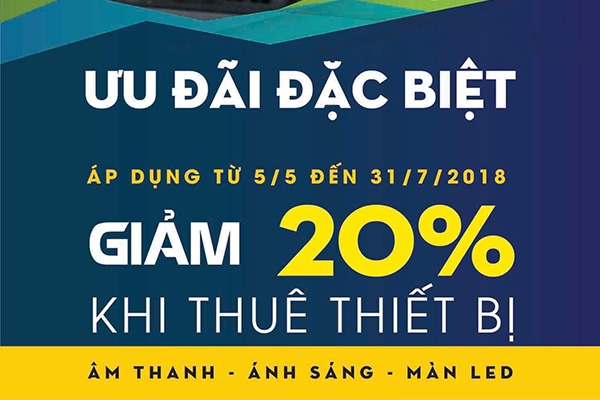 ƯU ĐÃI ĐẶC BIỆT
ÁP DỤNG TỪ 5/5 ĐẾN 31/7/2018
GIẢM 20%
KHI THUÊ THIẾT BỊ
ÂM THANH - ÁNH SÁNG - MÀN LED